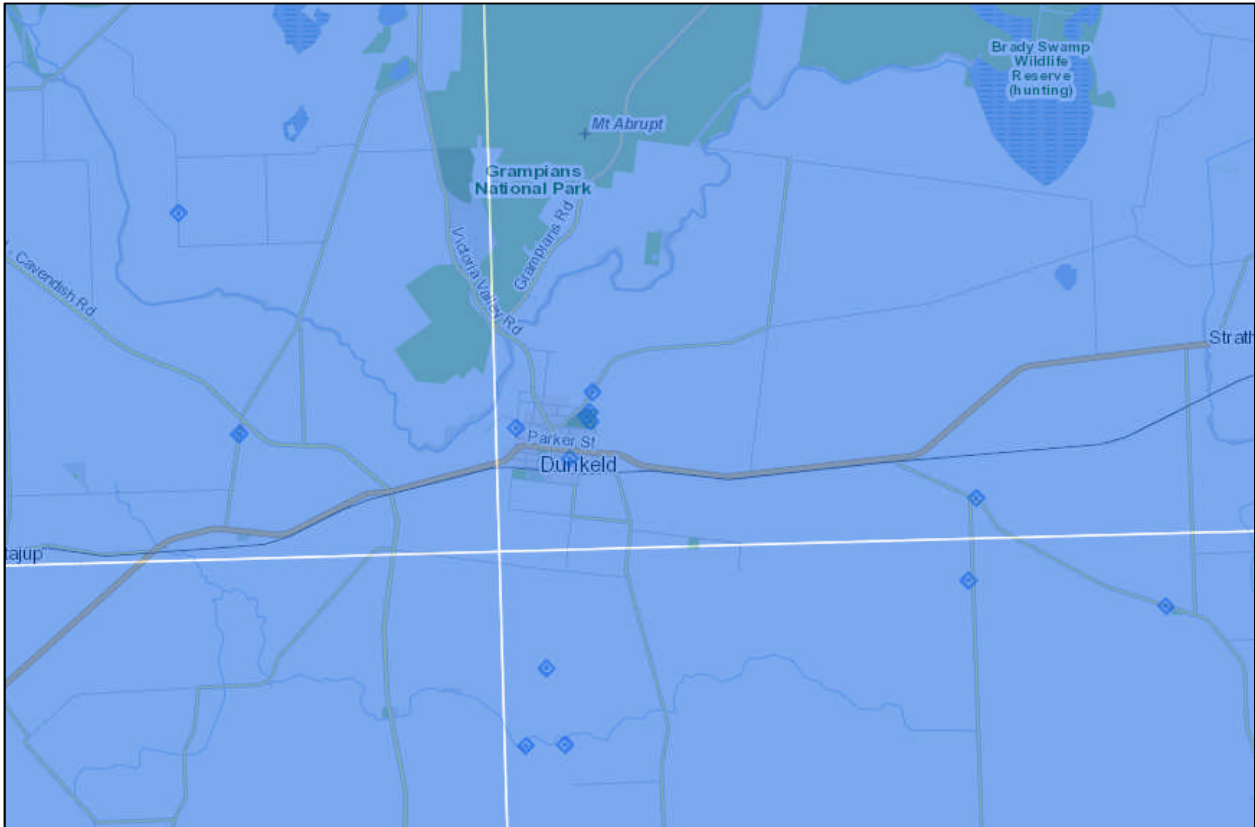 Brady Swamp
Wildlife
Reserve
(hunting)
Mt Abrupt
Grampians
National Park
Grampians Rd
Victoria Valley Rd
Cavendish Rd
Strath
Parker St
Dunkeld
ajup